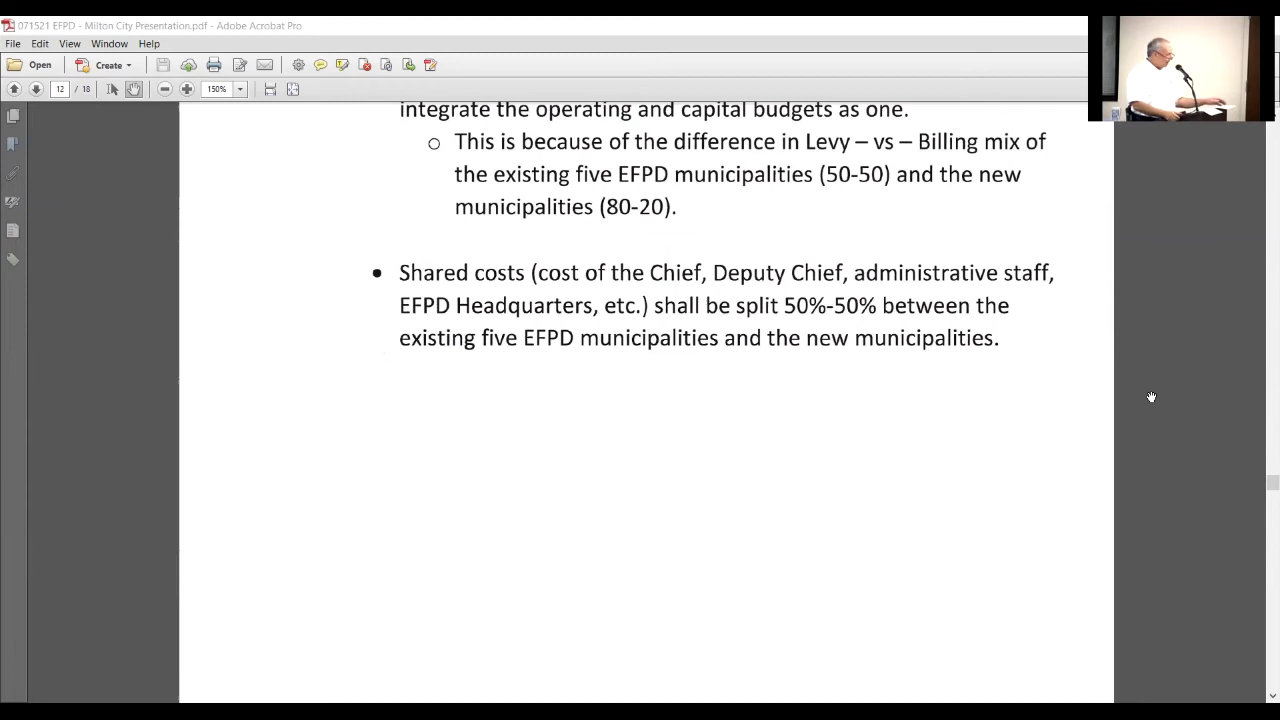 071521 EFPD - Milton City Presentation.pdf - Adobe Acrobat Pro
File Edit View Window Help
Open Create
12 / 18 150%
integrate the operating and capital budgets as one.
○ This is because of the difference in Levy – vs – Billing mix of
the existing five EFPD municipalities (50-50) and the new
municipalities (80-20).
• Shared costs (cost of the Chief, Deputy Chief, administrative staff,
EFPD Headquarters, etc.) shall be split 50%-50% between the
existing five EFPD municipalities and the new municipalities.